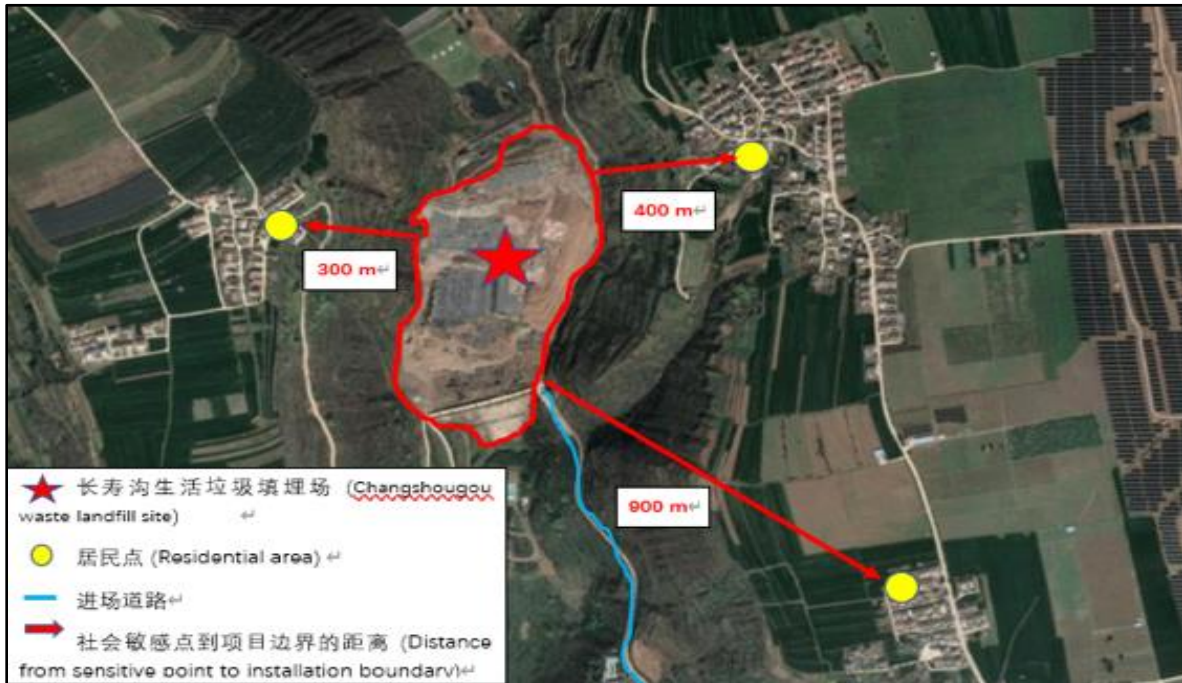 400 m↵
300 m↵
900 m↵
长寿沟生活垃圾填埋场 (Changshougou
waste landfill site) ↵
居民点 (Residential area) ↵
进场道路↵
社会敏感点到项目边界的距离 (Distance
from sensitive point to installation boundary)↵